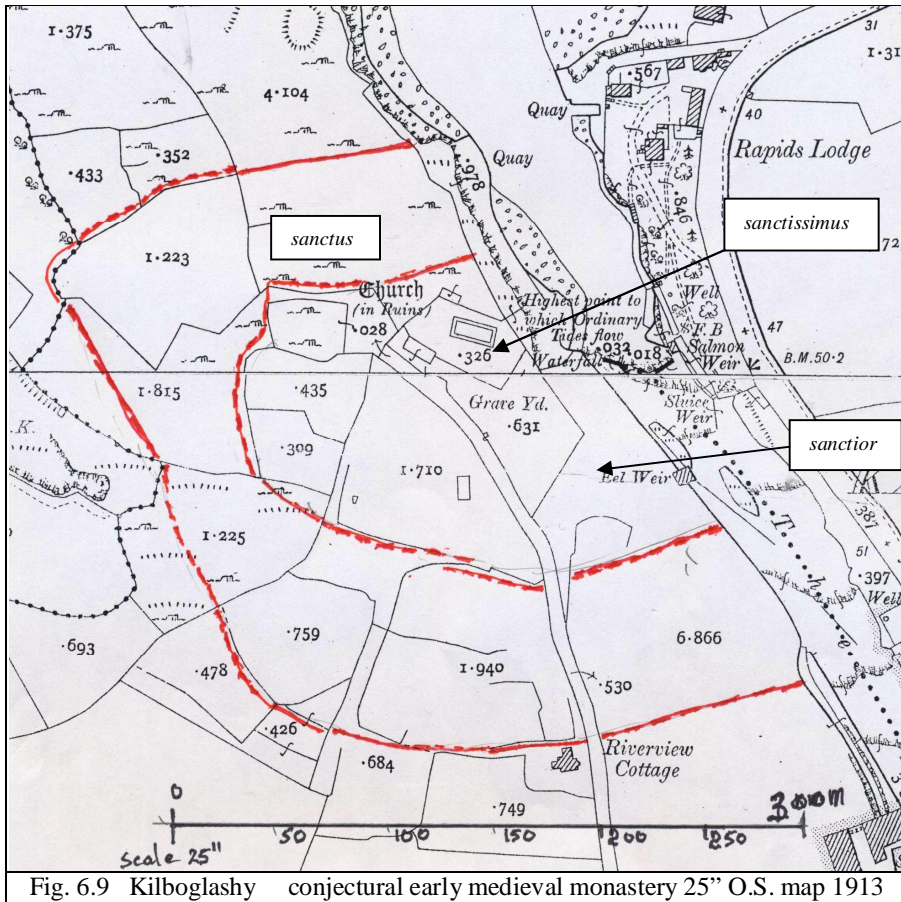 1·375
31
4·104
·567
1·31
Quay
40
·352
Quay
Rapids Lodge
·433
·978
·846
sanctissimus
sanctus
72
1·223
Well
Church
(in Ruins)
Highest point to
which Ordinary
Tides flow
Waterfall
F.B
Salmon
Weir
47
·028
·326
·032
·018
B.M.50·2
1·815
·435
Grave Yd.
Sluice
Weir
·631
sanctior
K.
·399
1·710
Eel Weir
387
1·225
T
51
h
·397
Well
e
·759
6·866
·693
1·940
·478
·530
·426
Riverview
Cottage
·684
0
·749
300m
50
100
150
200
250
scale 25"
Fig. 6.9 Kilboglashy conjectural early medieval monastery 25” O.S. map 1913